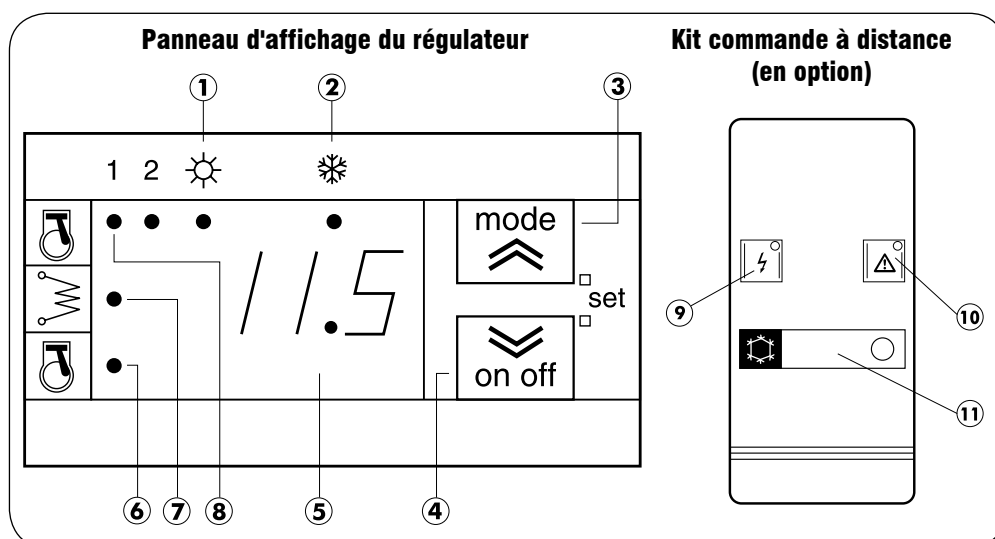 Panneau d'affichage du régulateur
Kit commande à distance
(en option)
1
2
3
1 2
mode
set
on off
11.5
9
10
11
6
7
8
5
4